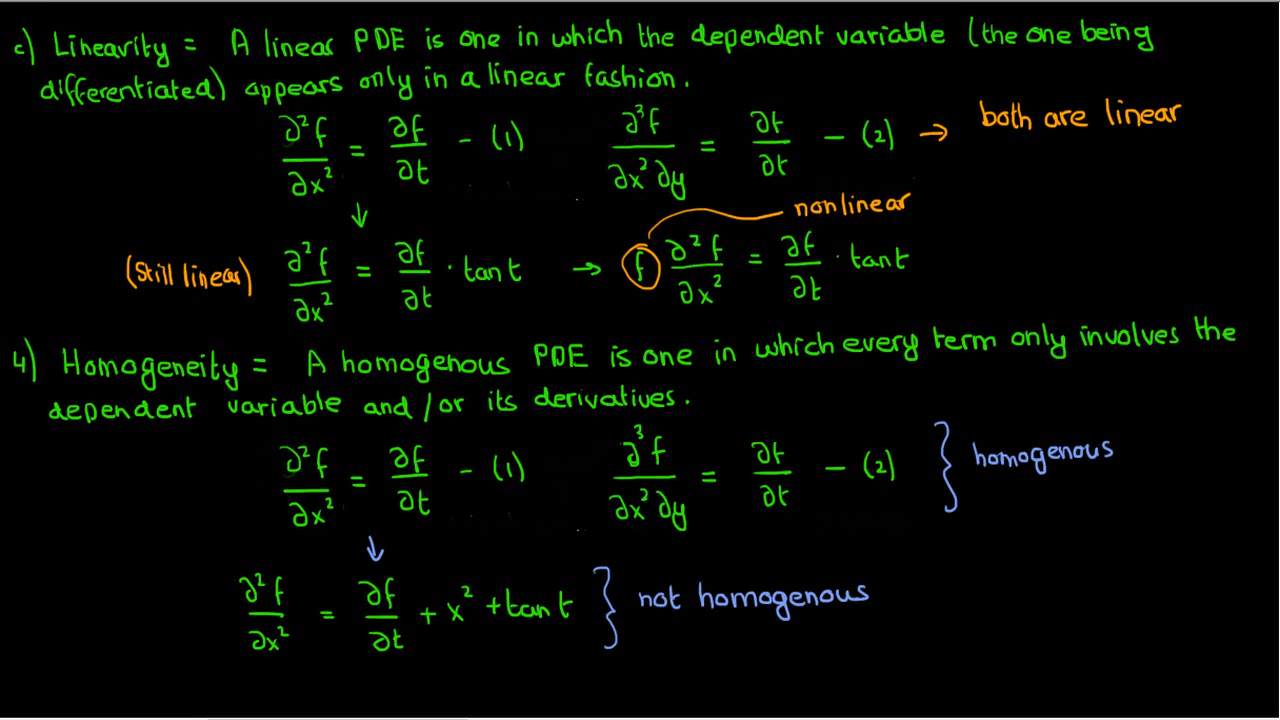 c) Linearity = A linear PDE is one in which the dependent variable (the one being
differentiated) appears only in a linear fashion.
∂²f/∂x² = ∂f/∂t - (1) ∂³f/∂x²∂y = ∂f/∂t - (2) → both are linear
↓
nonlinear
(Still linear) ∂²f/∂x² = ∂f/∂t · tant → f ∂²f/∂x² = ∂f/∂t · tant
4) Homogeneity = A homogenous PDE is one in which every term only involves the
dependent variable and/or its derivatives.
∂²f/∂x² = ∂f/∂t - (1) ∂³f/∂x²∂y = ∂f/∂t - (2) } homogenous
↓
∂²f/∂x² = ∂f/∂t + x² + tant } not homogenous